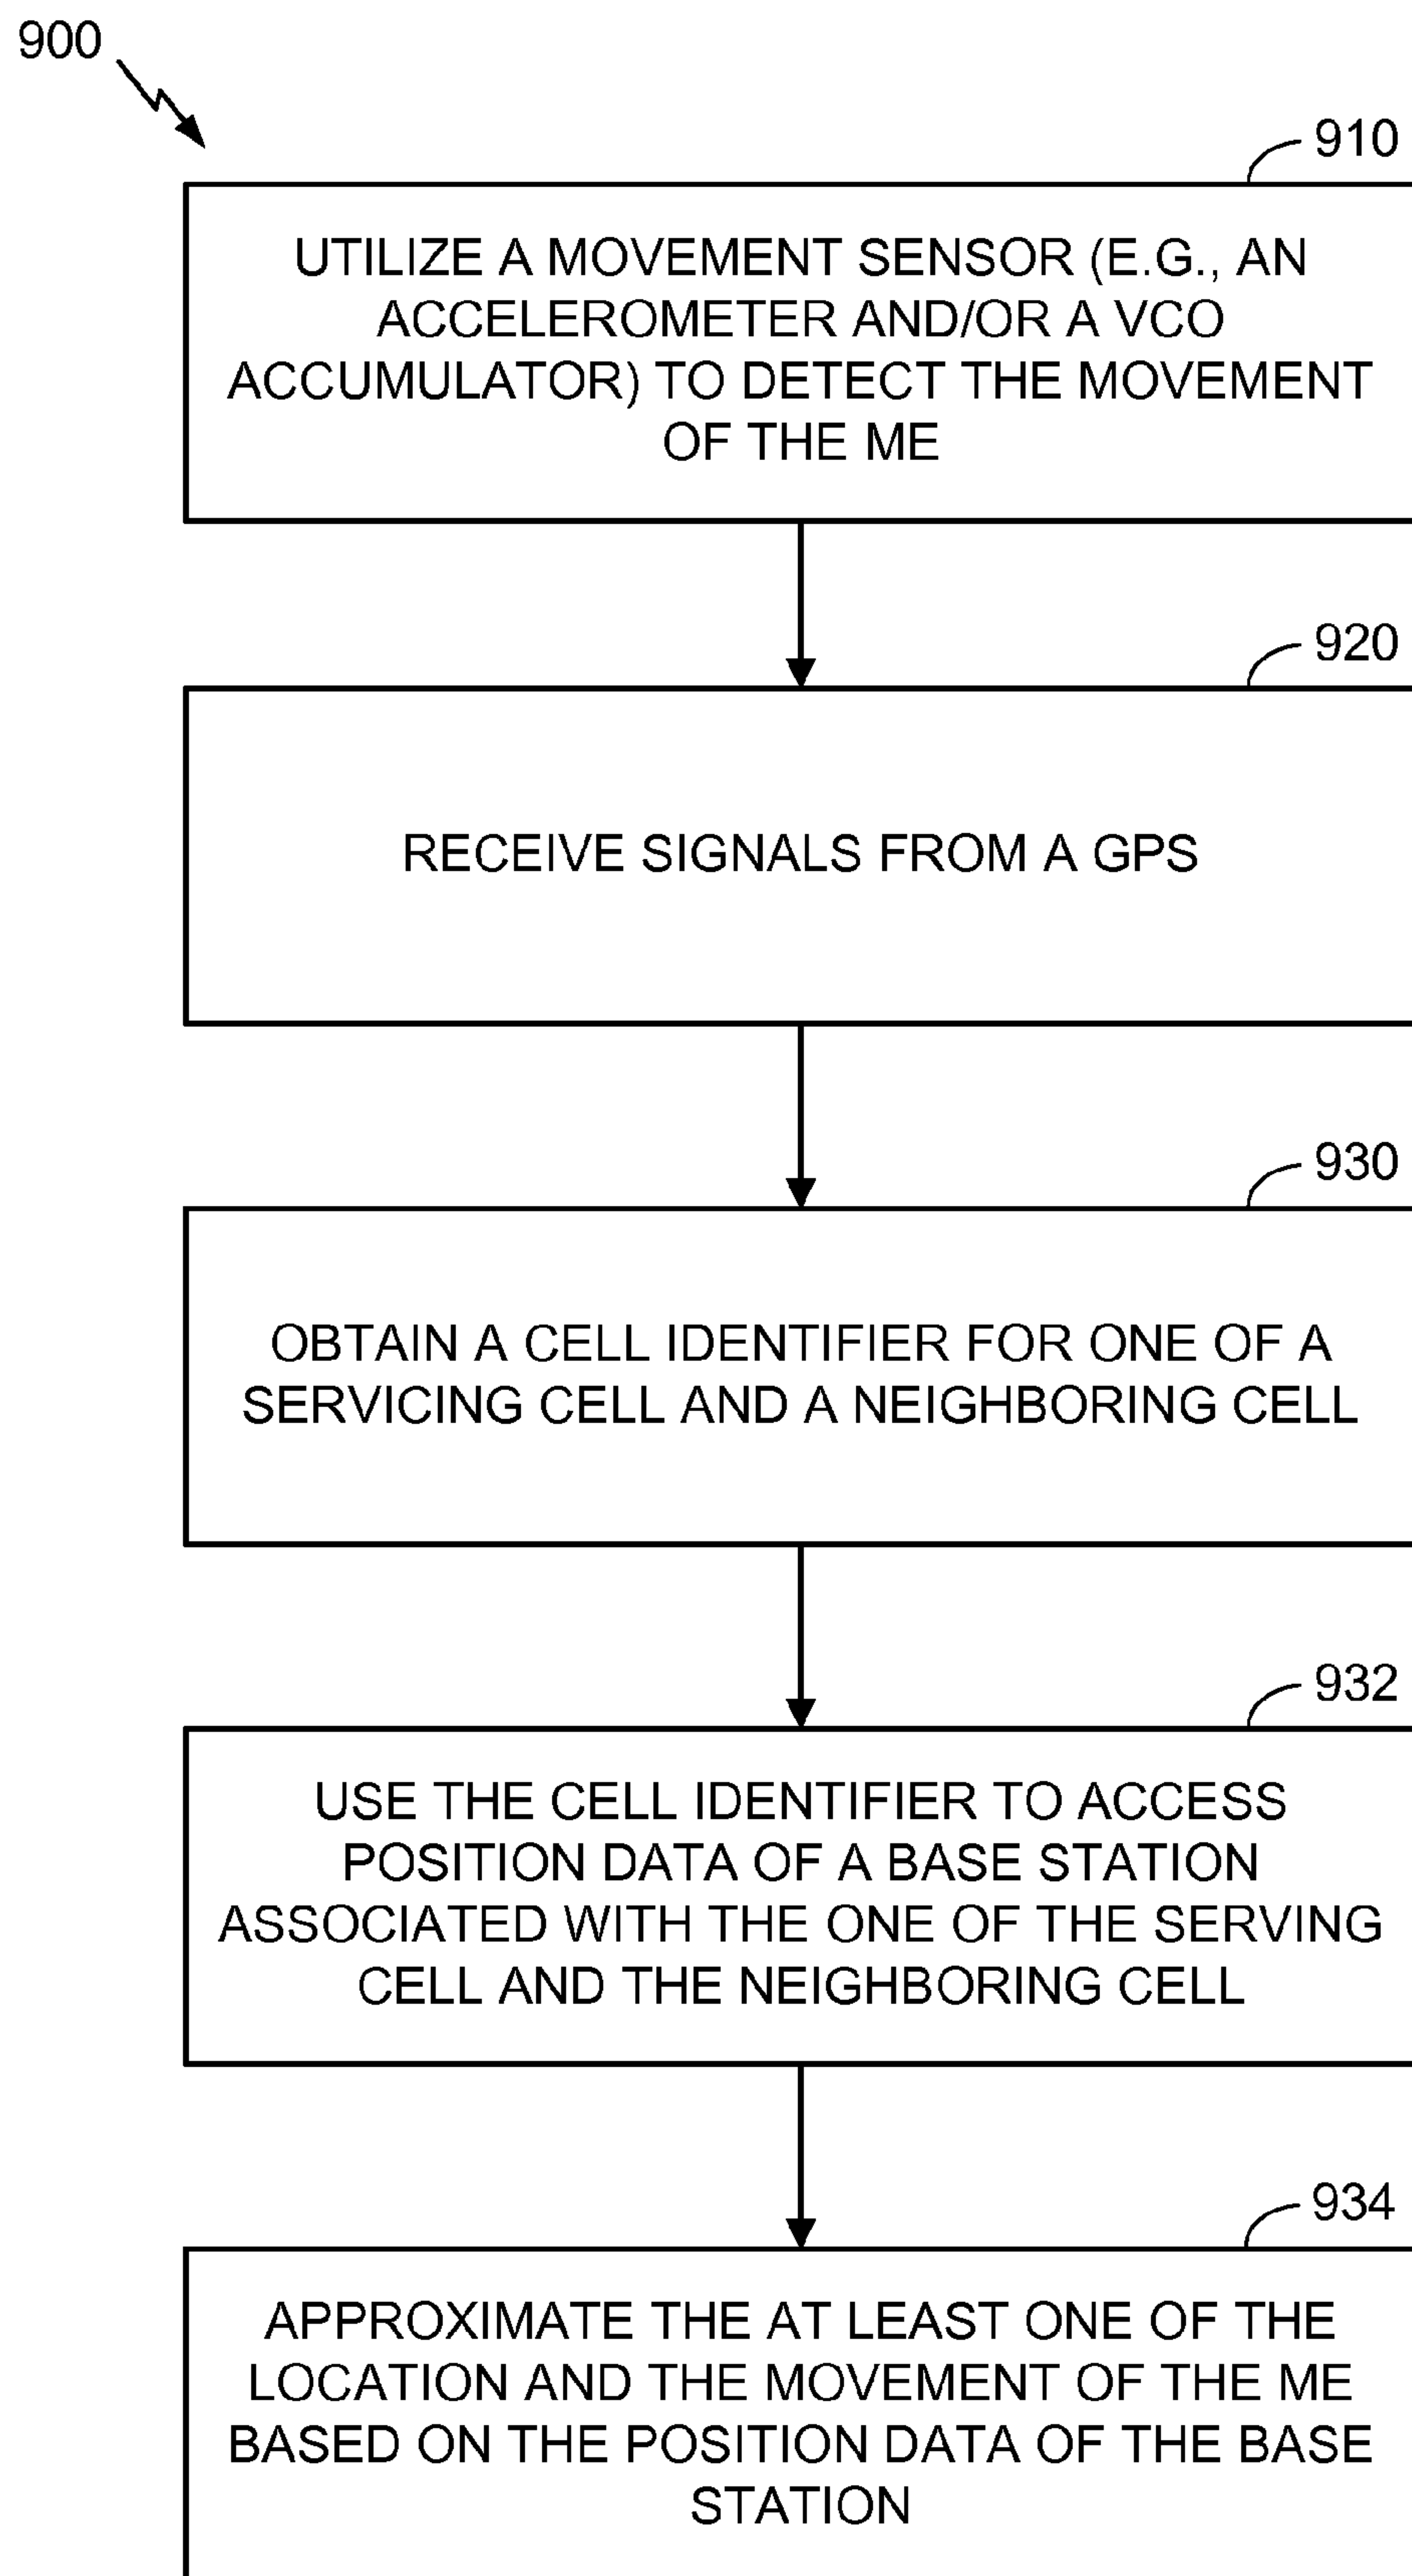 900
910
UTILIZE A MOVEMENT SENSOR (E.G., AN
ACCELEROMETER AND/OR A VCO
ACCUMULATOR) TO DETECT THE MOVEMENT
OF THE ME
920
RECEIVE SIGNALS FROM A GPS
930
OBTAIN A CELL IDENTIFIER FOR ONE OF A
SERVICING CELL AND A NEIGHBORING CELL
932
USE THE CELL IDENTIFIER TO ACCESS
POSITION DATA OF A BASE STATION
ASSOCIATED WITH THE ONE OF THE SERVING
CELL AND THE NEIGHBORING CELL
934
APPROXIMATE THE AT LEAST ONE OF THE
LOCATION AND THE MOVEMENT OF THE ME
BASED ON THE POSITION DATA OF THE BASE
STATION